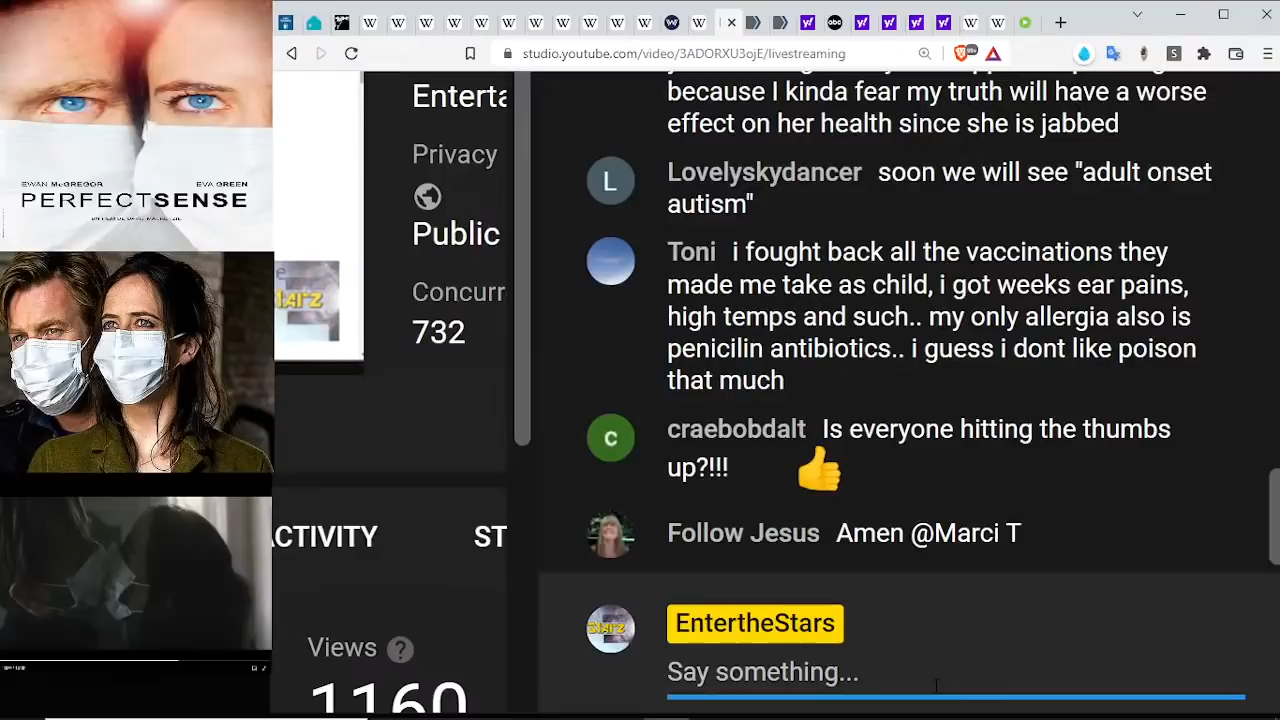 studio.youtube.com/video/3ADORXU3ojE/livestreaming
EWAN McGREGOR EVA GREEN
PERFECTSENSE
Enterta
Privacy
Public
Concurr
732
ACTIVITY ST
Views ?
1160
because I kinda fear my truth will have a worse
effect on her health since she is jabbed
L
Lovelyskydancer soon we will see "adult onset
autism"
Toni i fought back all the vaccinations they
made me take as child, i got weeks ear pains,
high temps and such.. my only allergia also is
penicilin antibiotics.. i guess i dont like poison
that much
c
craebobdalt Is everyone hitting the thumbs
up?!!!
Follow Jesus Amen @Marci T
EntertheStars
Say something...